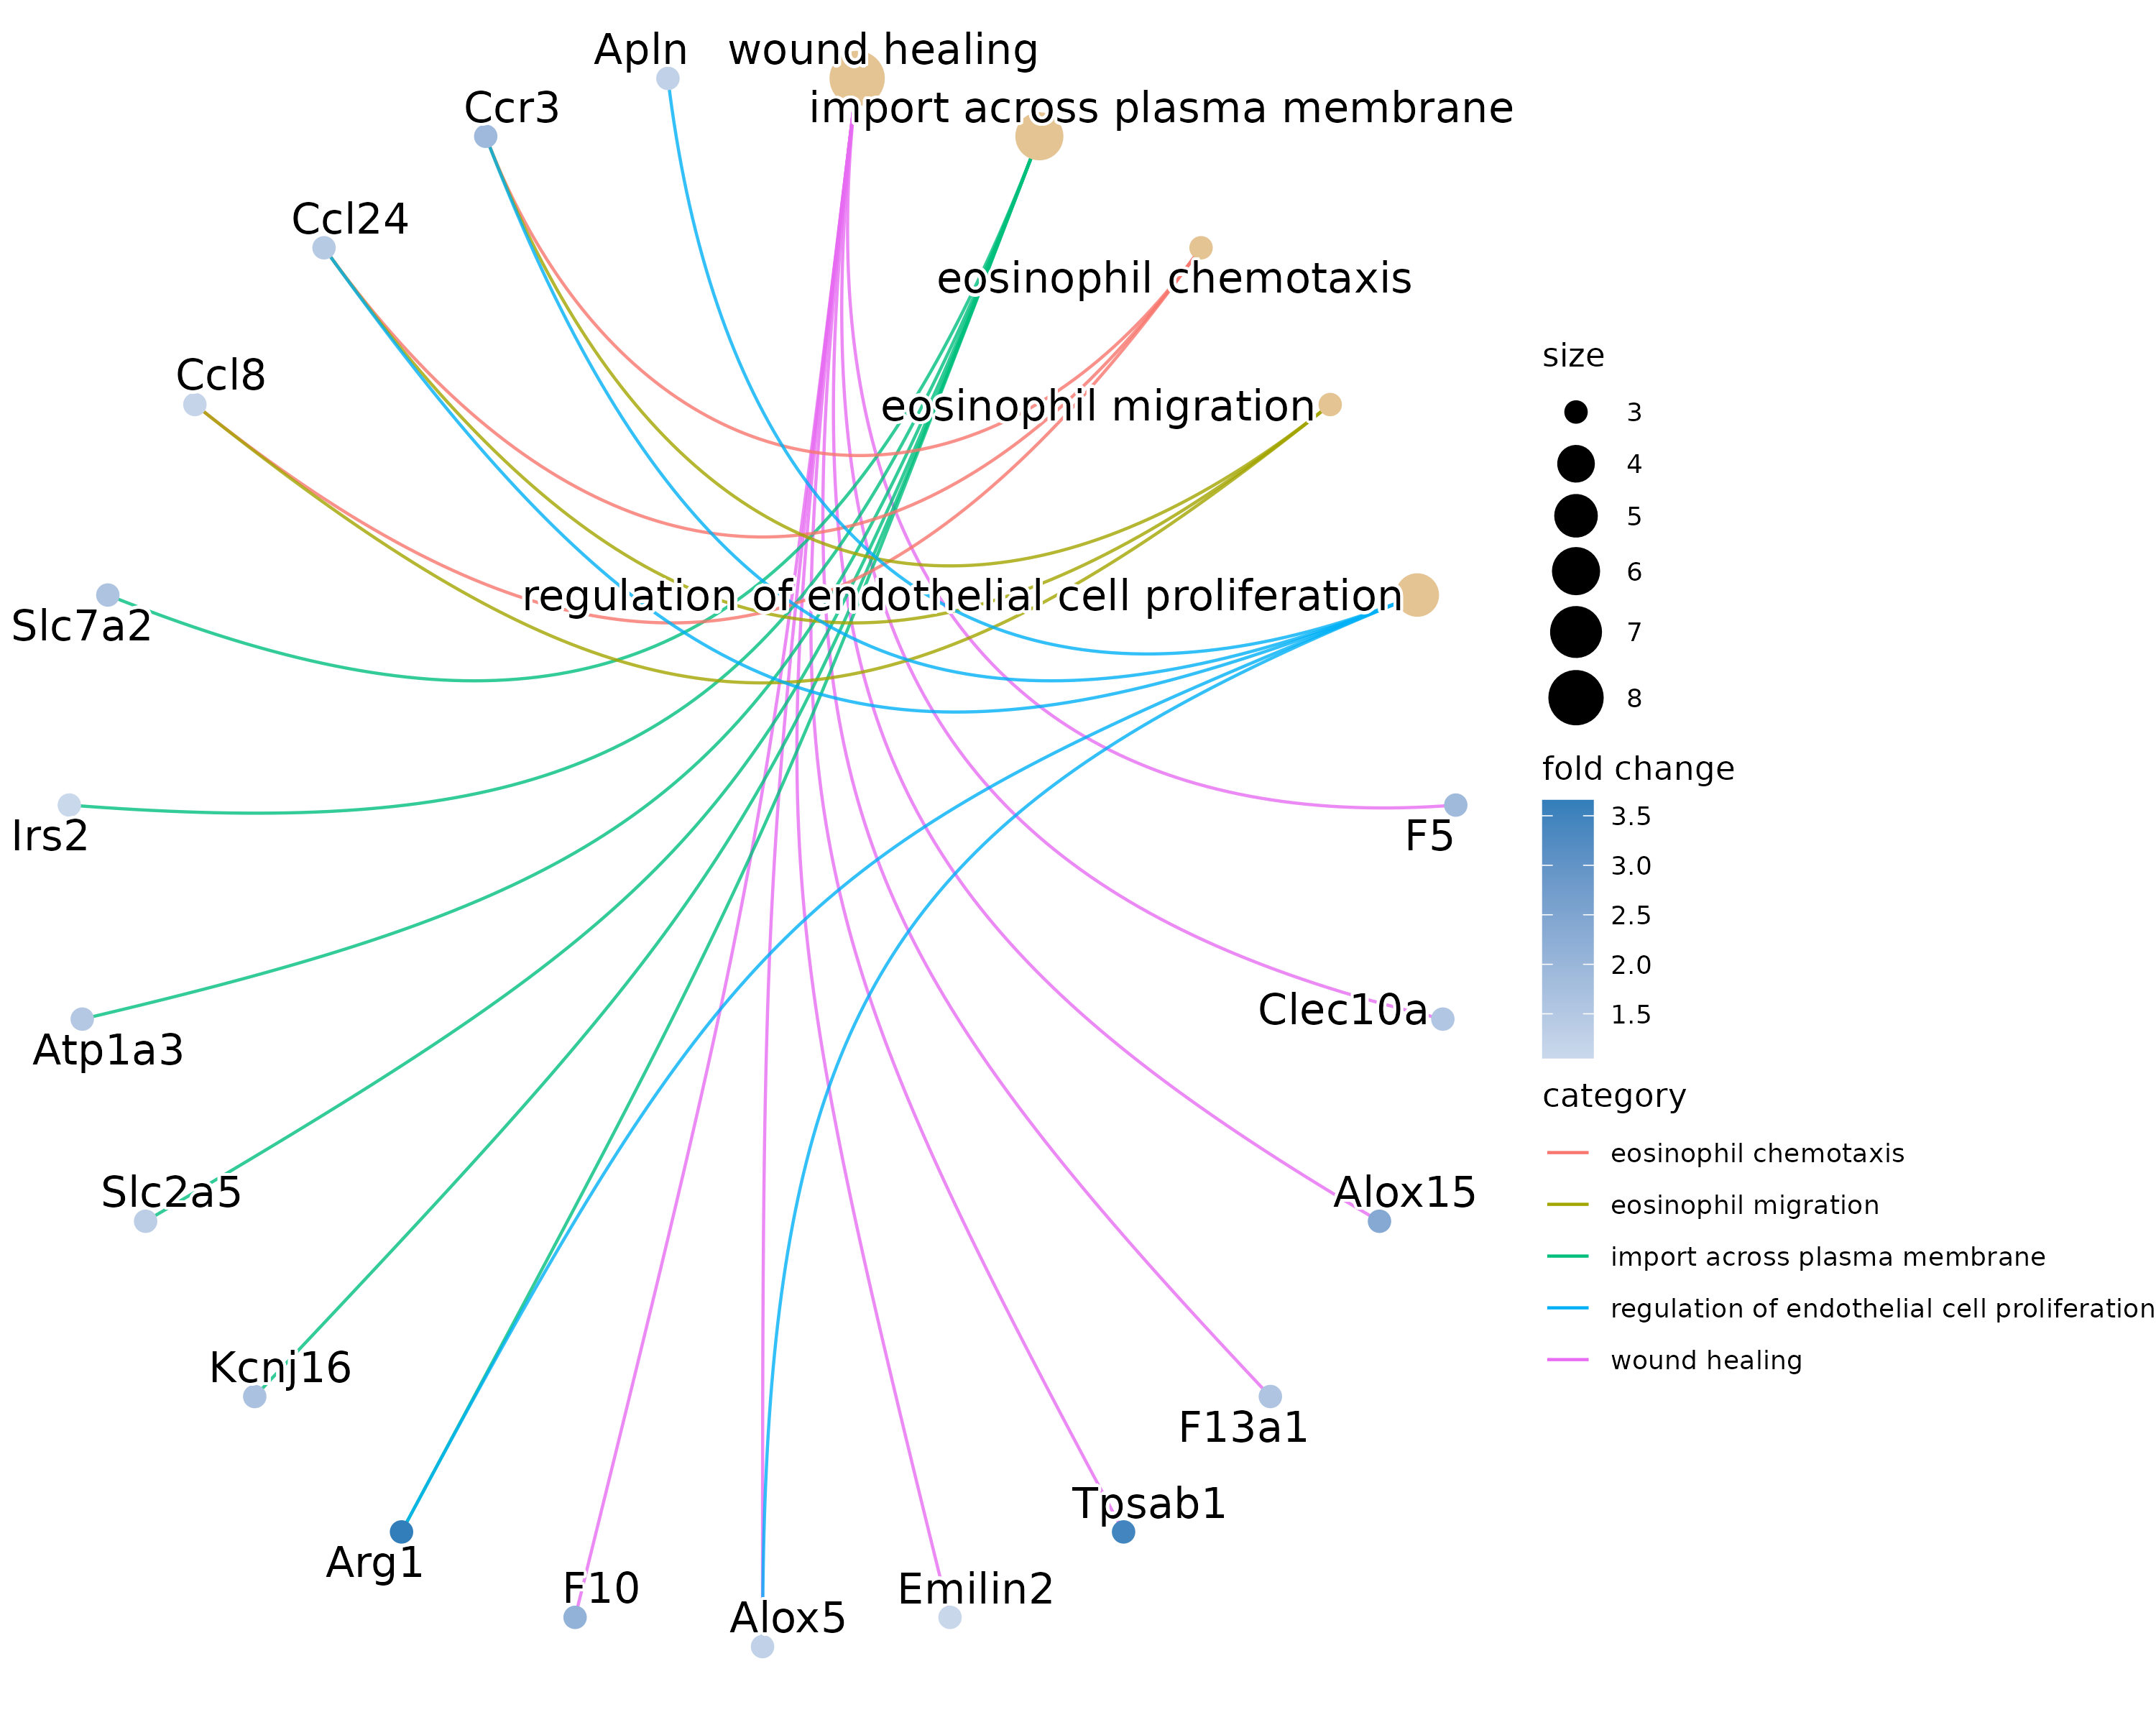 Apln
wound healing
Ccr3
import across plasma membrane
Ccl24
eosinophil chemotaxis
Ccl8
eosinophil migration
regulation of endothelial cell proliferation
Slc7a2
Irs2
F5
Clec10a
Atp1a3
Slc2a5
Alox15
Kcnj16
F13a1
Tpsab1
Arg1
F10
Emilin2
Alox5
size
3
4
5
6
7
8
fold change
3.5
3.0
2.5
2.0
1.5
category
eosinophil chemotaxis
eosinophil migration
import across plasma membrane
regulation of endothelial cell proliferation
wound healing